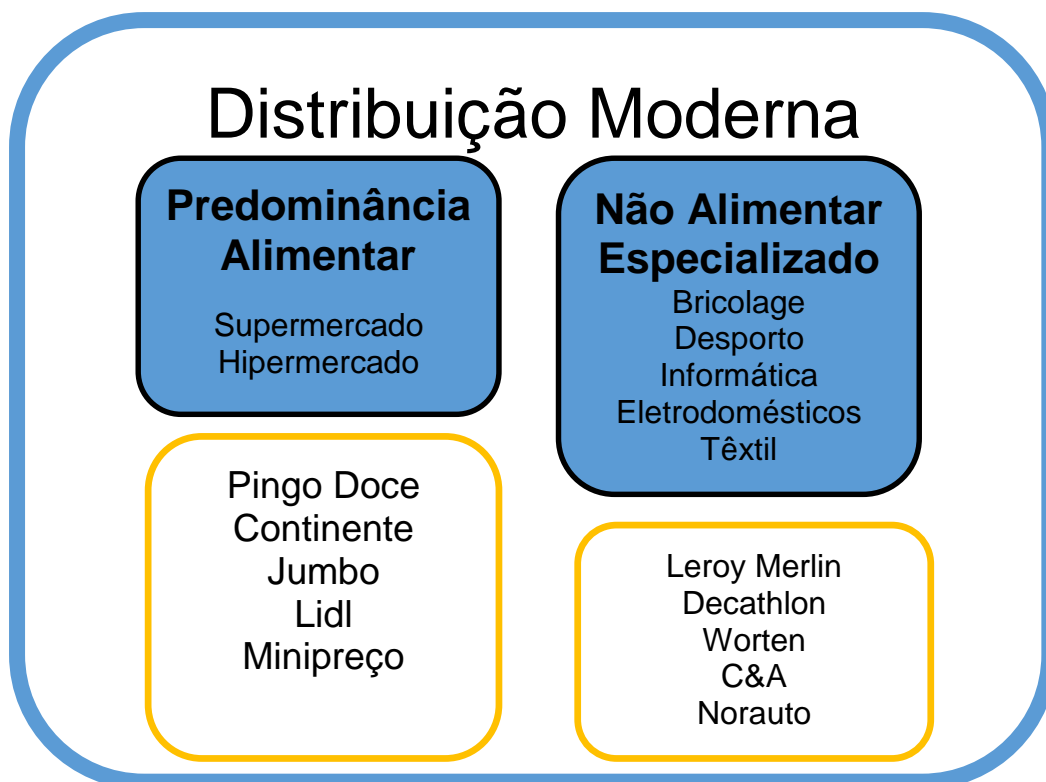 Distribuição Moderna
Predominância
Alimentar
Supermercado
Hipermercado
Não Alimentar
Especializado
Bricolage
Desporto
Informática
Eletrodomésticos
Têxtil
Pingo Doce
Continente
Jumbo
Lidl
Minipreço
Leroy Merlin
Decathlon
Worten
C&A
Norauto